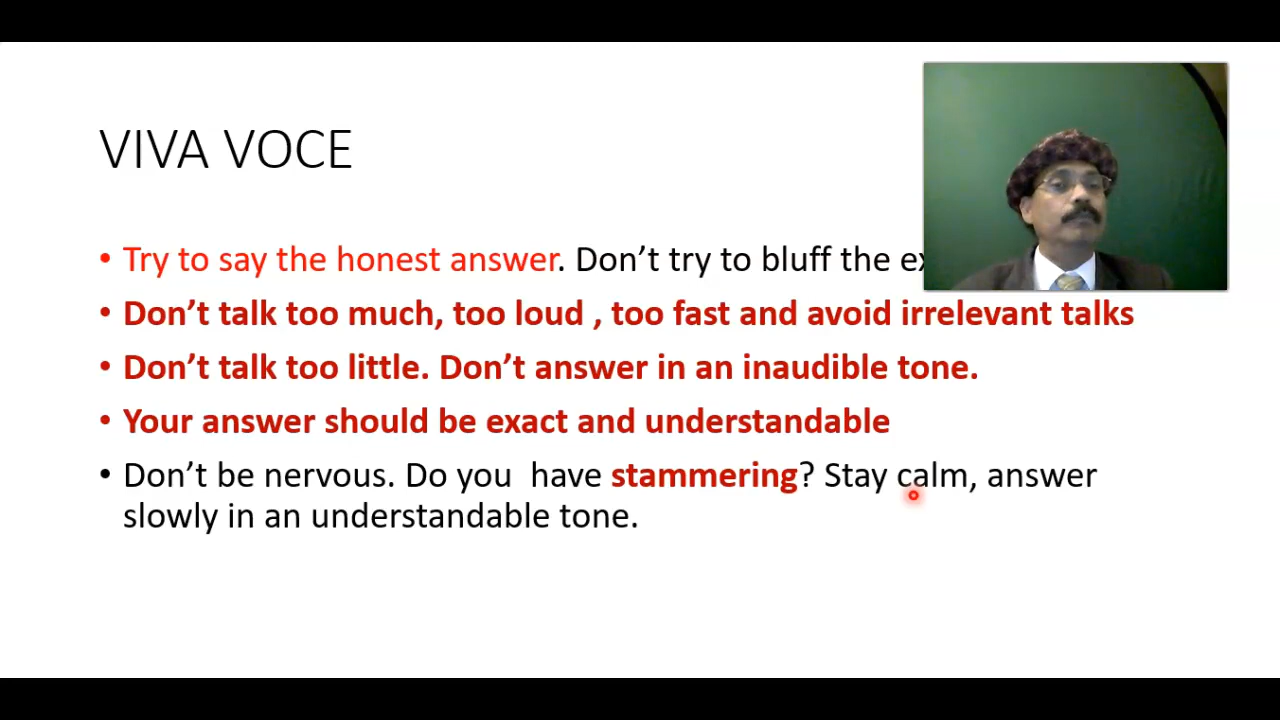 VIVA VOCE
• Try to say the honest answer. Don’t try to bluff the
• Don’t talk too much, too loud , too fast and avoid irrelevant talks
• Don’t talk too little. Don’t answer in an inaudible tone.
• Your answer should be exact and understandable
• Don’t be nervous. Do you have stammering? Stay calm, answer
slowly in an understandable tone.